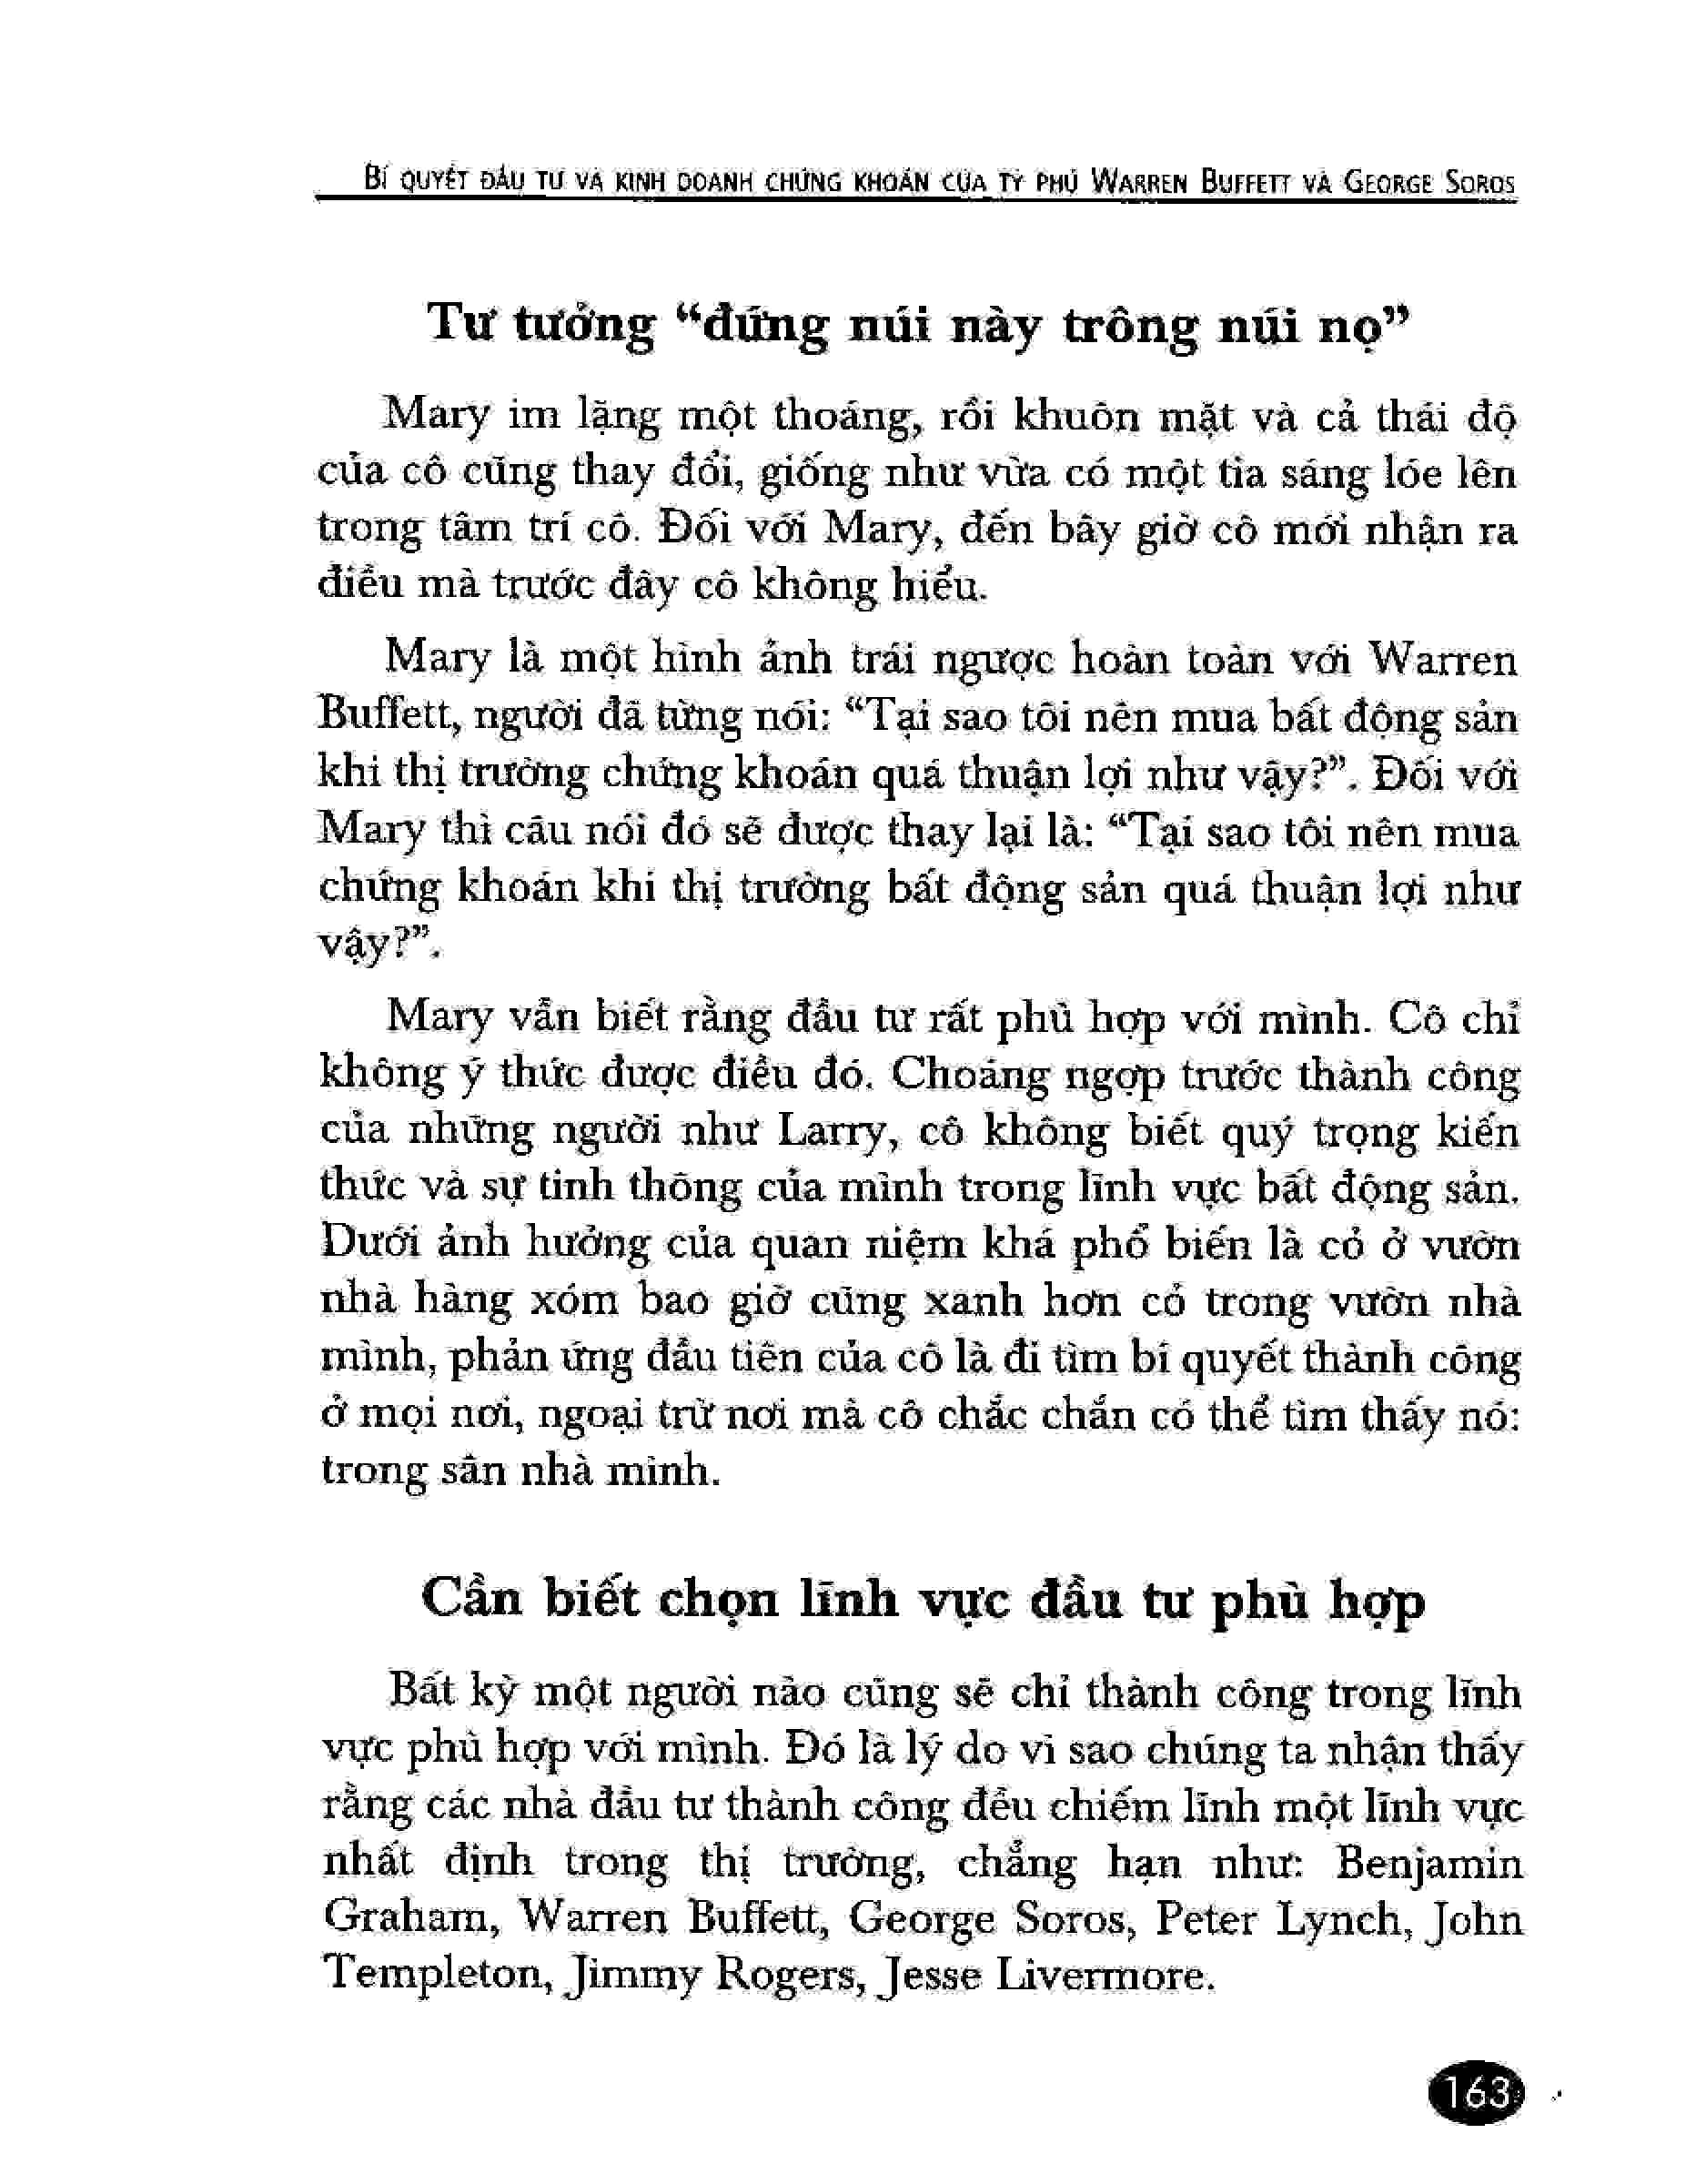 BÍ QUYẾT ĐẦU TƯ VÀ KINH DOANH CHỨNG KHOÁN CỦA TỶ PHÚ WARREN BUFFETT VÀ GEORGE SOROS
Tư tưởng “đứng núi này trông núi nọ”
Mary im lặng một thoáng, rồi khuôn mặt và cả thái độ
của cô cũng thay đổi, giống như vừa có một tia sáng lóe lên
trong tâm trí cô. Đối với Mary, đến bây giờ cô mới nhận ra
điều mà trước đây cô không hiểu.
Mary là một hình ảnh trái ngược hoàn toàn với Warren
Buffett, người đã từng nói: “Tại sao tôi nên mua bất động sản
khi thị trường chứng khoán quá thuận lợi như vậy?”. Đối với
Mary thì câu nói đó sẽ được thay lại là: “Tại sao tôi nên mua
chứng khoán khi thị trường bất động sản quá thuận lợi như
vậy?”.
Mary vẫn biết rằng đầu tư rất phù hợp với mình. Cô chỉ
không ý thức được điều đó. Choáng ngợp trước thành công
của những người như Larry, cô không biết quý trọng kiến
thức và sự tinh thông của mình trong lĩnh vực bất động sản.
Dưới ảnh hưởng của quan niệm khá phổ biến là cỏ ở vườn
nhà hàng xóm bao giờ cũng xanh hơn cỏ trong vườn nhà
mình, phản ứng đầu tiên của cô là đi tìm bí quyết thành công
ở mọi nơi, ngoại trừ nơi mà cô chắc chắn có thể tìm thấy nó:
trong sân nhà mình.
Cần biết chọn lĩnh vực đầu tư phù hợp
Bất kỳ một người nào cũng sẽ chỉ thành công trong lĩnh
vực phù hợp với mình. Đó là lý do vì sao chúng ta nhận thấy
rằng các nhà đầu tư thành công đều chiếm lĩnh một lĩnh vực
nhất định trong thị trường, chẳng hạn như: Benjamin
Graham, Warren Buffett, George Soros, Peter Lynch, John
Templeton, Jimmy Rogers, Jesse Livermore.
163